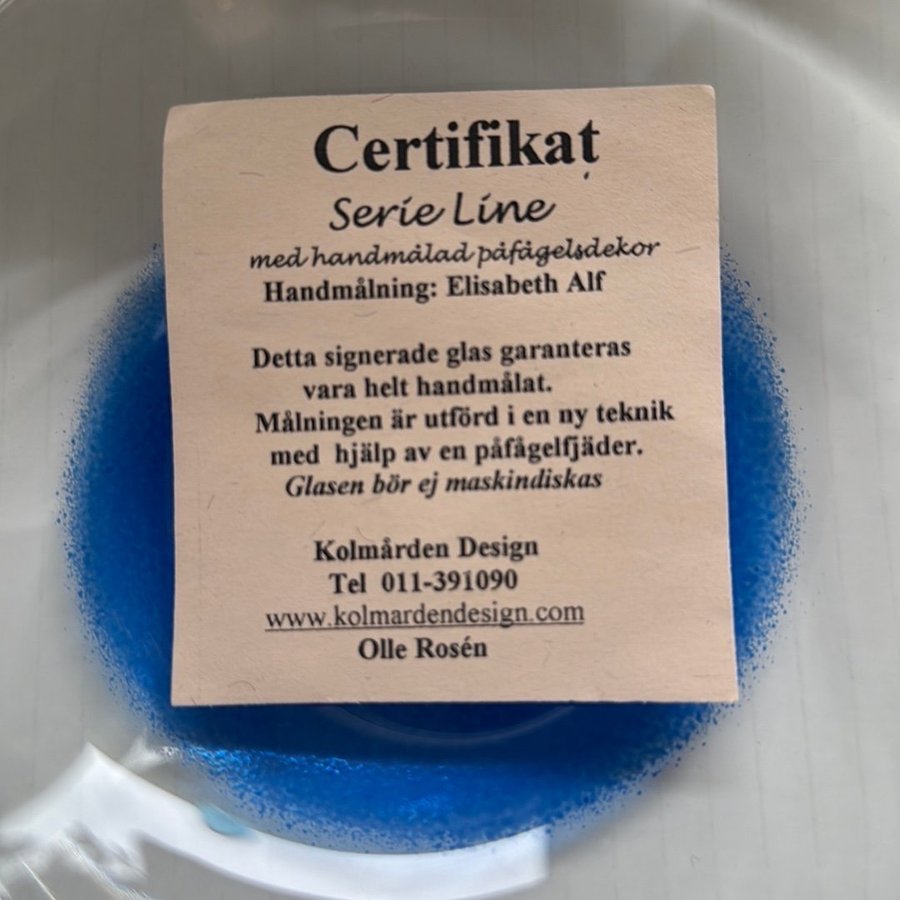 Certifikat
Serie Line
med handmålad påfågelsdekor
Handmålning: Elisabeth Alf
Detta signerade glas garanteras
vara helt handmålat.
Målningen är utförd i en ny teknik
med hjälp av en påfågelfjäder.
Glasen bör ej maskindiskas
Kolmården Design
Tel 011-391090
www.kolmardendesign.com
Olle Rosén